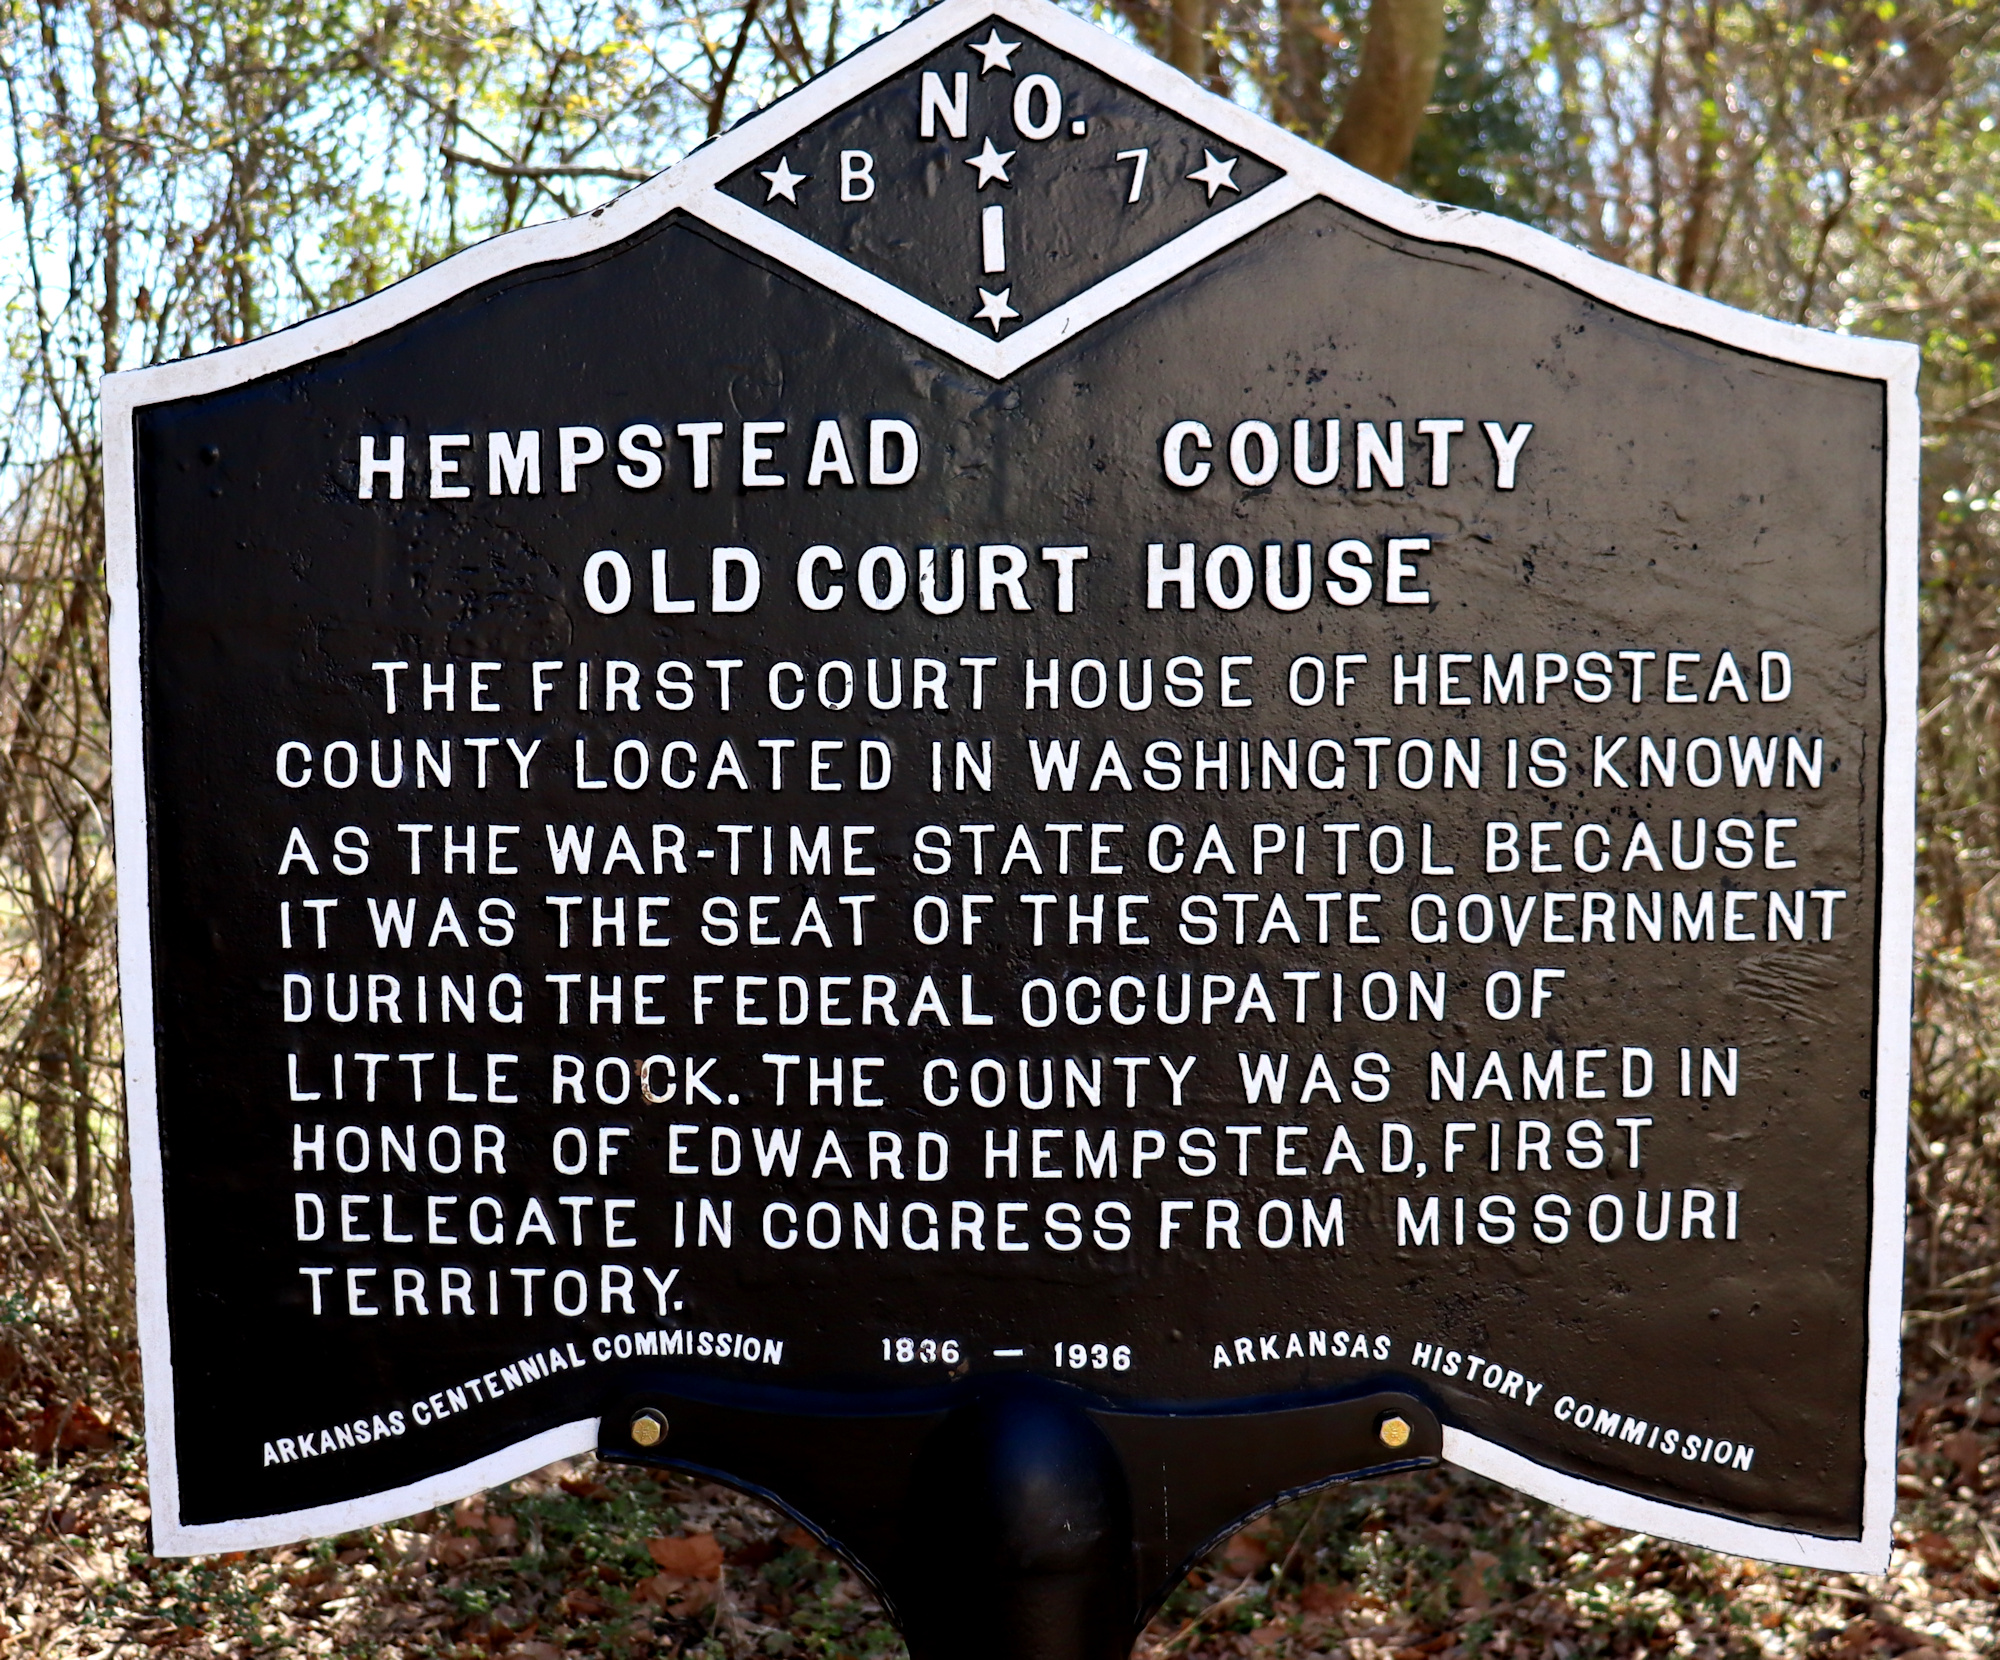 NO.
B 7
I
HEMPSTEAD COUNTY
OLD COURT HOUSE
THE FIRST COURT HOUSE OF HEMPSTEAD
COUNTY LOCATED IN WASHINGTON IS KNOWN
AS THE WAR-TIME STATE CAPITOL BECAUSE
IT WAS THE SEAT OF THE STATE GOVERNMENT
DURING THE FEDERAL OCCUPATION OF
LITTLE ROCK. THE COUNTY WAS NAMED IN
HONOR OF EDWARD HEMPSTEAD, FIRST
DELEGATE IN CONGRESS FROM MISSOURI
TERRITORY.
ARKANSAS CENTENNIAL COMMISSION 1836 — 1936 ARKANSAS HISTORY COMMISSION